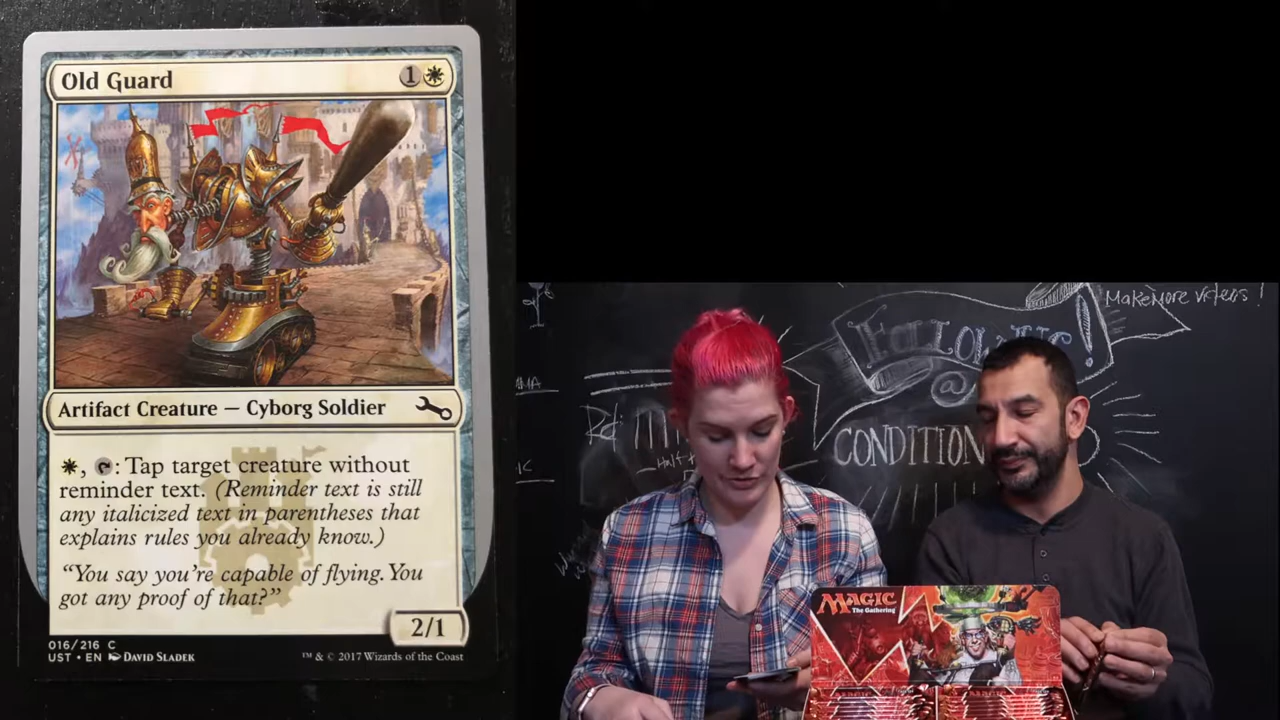 Old Guard
1
Artifact Creature — Cyborg Soldier
, : Tap target creature without
reminder text. (Reminder text is still
any italicized text in parentheses that
explains rules you already know.)
"You say you're capable of flying. You
got any proof of that?"
2/1
016/216 C
UST • EN David Sladek
™ & © 2017 Wizards of the Coast
Make More Videos !
Follow Us!
@
CONDITION
MAGIC
The Gathering
MAGIC
MAGIC